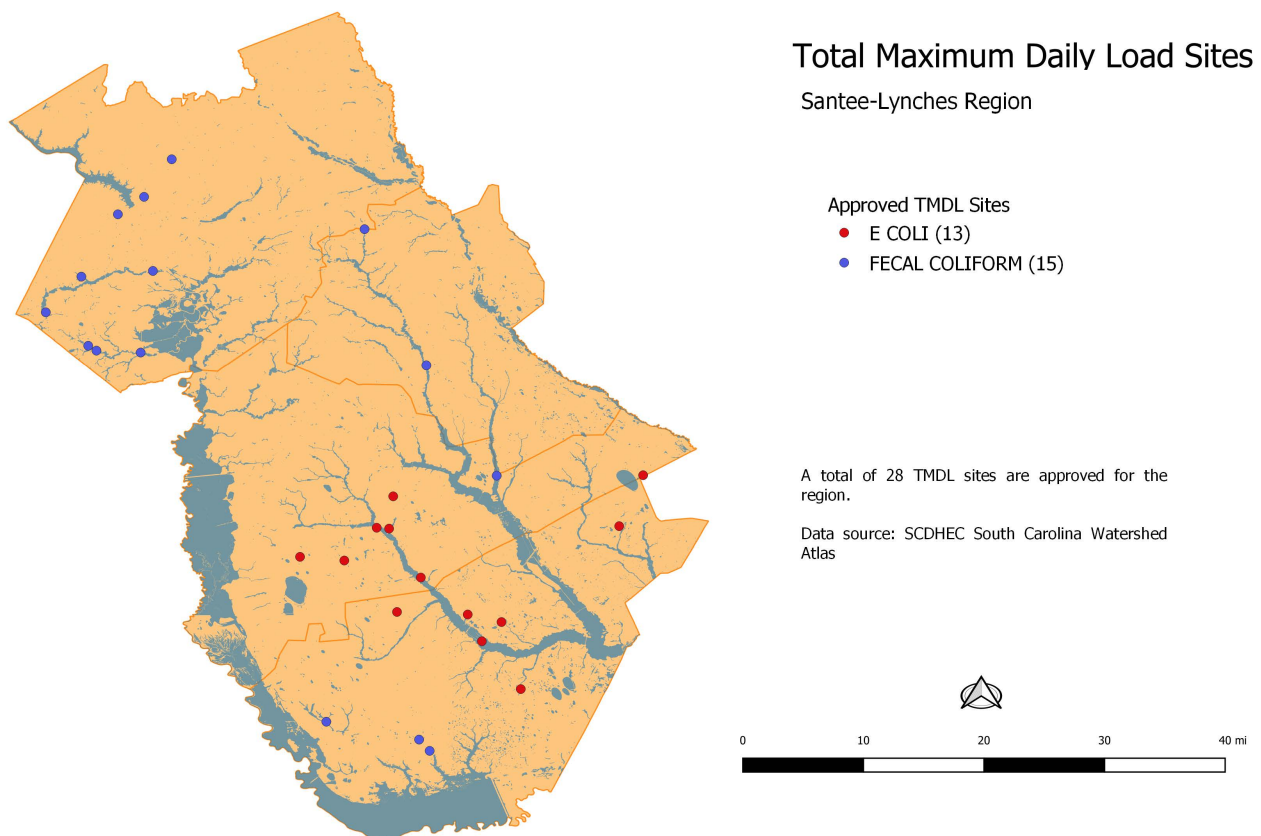 Total Maximum Daily Load Sites
Santee-Lynches Region
Approved TMDL Sites
E COLI (13)
FECAL COLIFORM (15)
A total of 28 TMDL sites are approved for the
region.
Data source: SCDHEC South Carolina Watershed
Atlas
0 10 20 30 40 mi